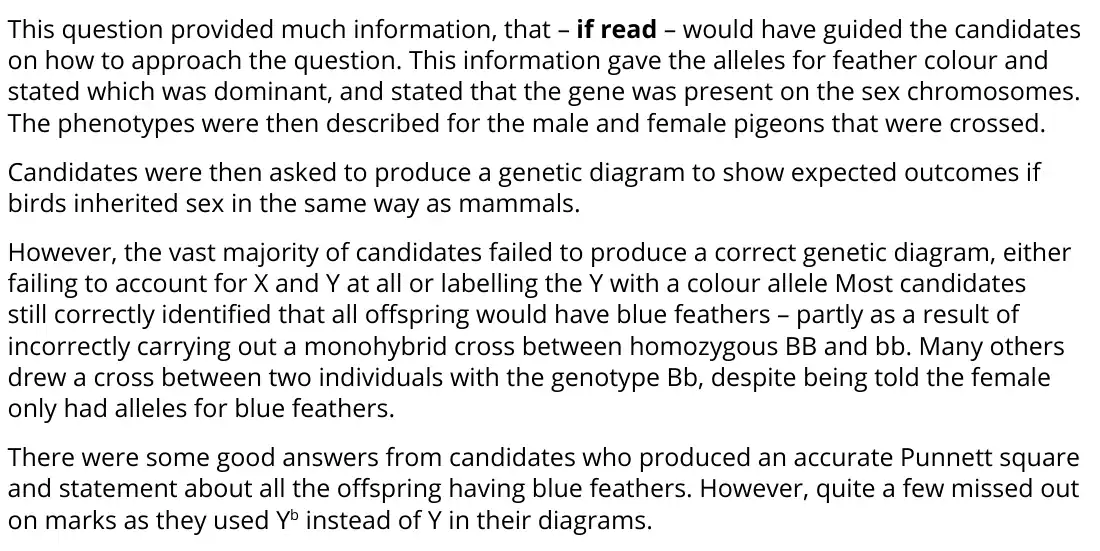 This question provided much information, that – if read – would have guided the candidates
on how to approach the question. This information gave the alleles for feather colour and
stated which was dominant, and stated that the gene was present on the sex chromosomes.
The phenotypes were then described for the male and female pigeons that were crossed.
Candidates were then asked to produce a genetic diagram to show expected outcomes if
birds inherited sex in the same way as mammals.
However, the vast majority of candidates failed to produce a correct genetic diagram, either
failing to account for X and Y at all or labelling the Y with a colour allele Most candidates
still correctly identified that all offspring would have blue feathers – partly as a result of
incorrectly carrying out a monohybrid cross between homozygous BB and bb. Many others
drew a cross between two individuals with the genotype Bb, despite being told the female
only had alleles for blue feathers.
There were some good answers from candidates who produced an accurate Punnett square
and statement about all the offspring having blue feathers. However, quite a few missed out
on marks as they used Yᵇ instead of Y in their diagrams.